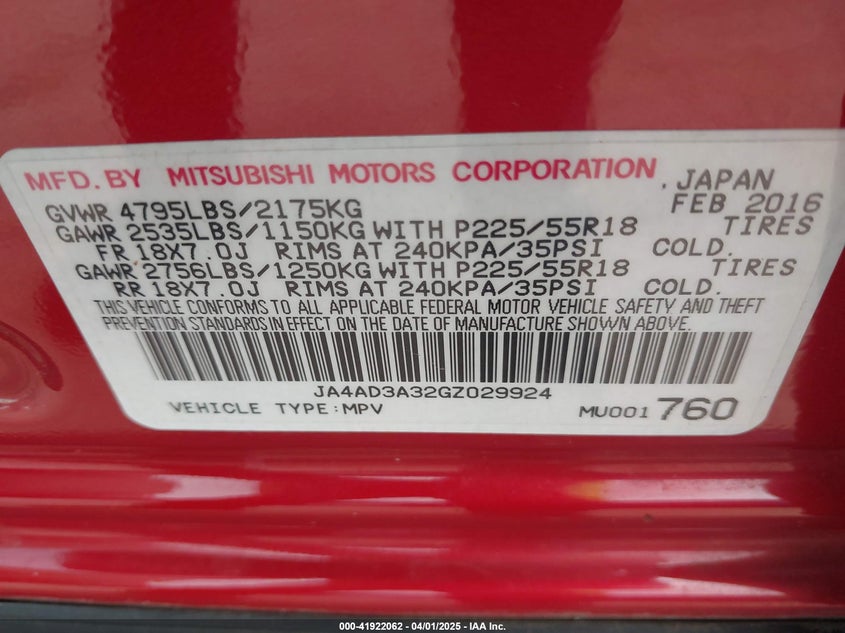 MFD. BY MITSUBISHI MOTORS CORPORATION, JAPAN
GVWR 4795LBS/2175KG FEB 2016
GAWR 2535LBS/1150KG WITH P225/55R18 TIRES
FR 18X7.0J RIMS AT 240KPA/35PSI COLD.
GAWR 2756LBS/1250KG WITH P225/55R18 TIRES
RR 18X7.0J RIMS AT 240KPA/35PSI COLD.
THIS VEHICLE CONFORMS TO ALL APPLICABLE FEDERAL MOTOR VEHICLE SAFETY AND THEFT
PREVENTION STANDARDS IN EFFECT ON THE DATE OF MANUFACTURE SHOWN ABOVE.
JA4AD3A32GZ029924
VEHICLE TYPE:MPV MU001760
000-41922062 - 04/01/2025 - IAA Inc.